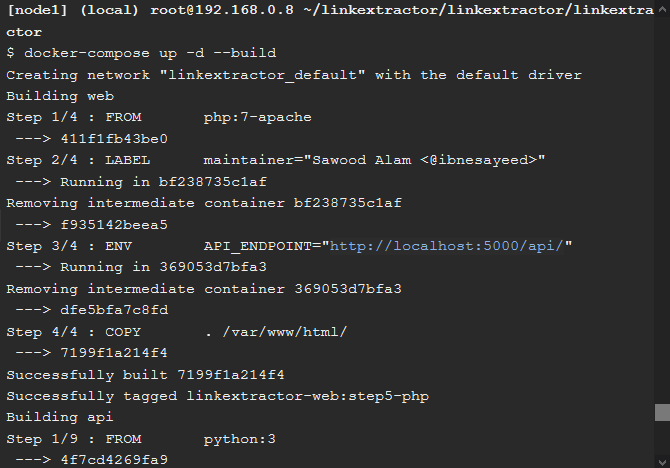 [node1] (local) root@192.168.0.8 ~/linkextractor/linkextractor/linkextra
ctor
$ docker-compose up -d --build
Creating network "linkextractor_default" with the default driver
Building web
Step 1/4 : FROM       php:7-apache
 ---> 411f1fb43be0
Step 2/4 : LABEL      maintainer="Sawood Alam <@ibnesayeed>"
 ---> Running in bf238735c1af
Removing intermediate container bf238735c1af
 ---> f935142beea5
Step 3/4 : ENV        API_ENDPOINT="http://localhost:5000/api/"
 ---> Running in 369053d7bfa3
Removing intermediate container 369053d7bfa3
 ---> dfe5bfa7c8fd
Step 4/4 : COPY       . /var/www/html/
 ---> 7199f1a214f4
Successfully built 7199f1a214f4
Successfully tagged linkextractor-web:step5-php
Building api
Step 1/9 : FROM       python:3
 ---> 4f7cd4269fa9